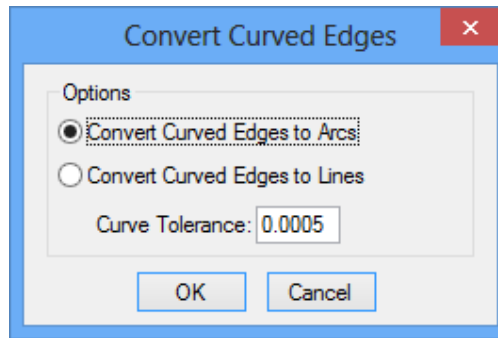 Convert Curved Edges
Options
Convert Curved Edges to Arcs
Convert Curved Edges to Lines
Curve Tolerance: 0.0005
OK Cancel